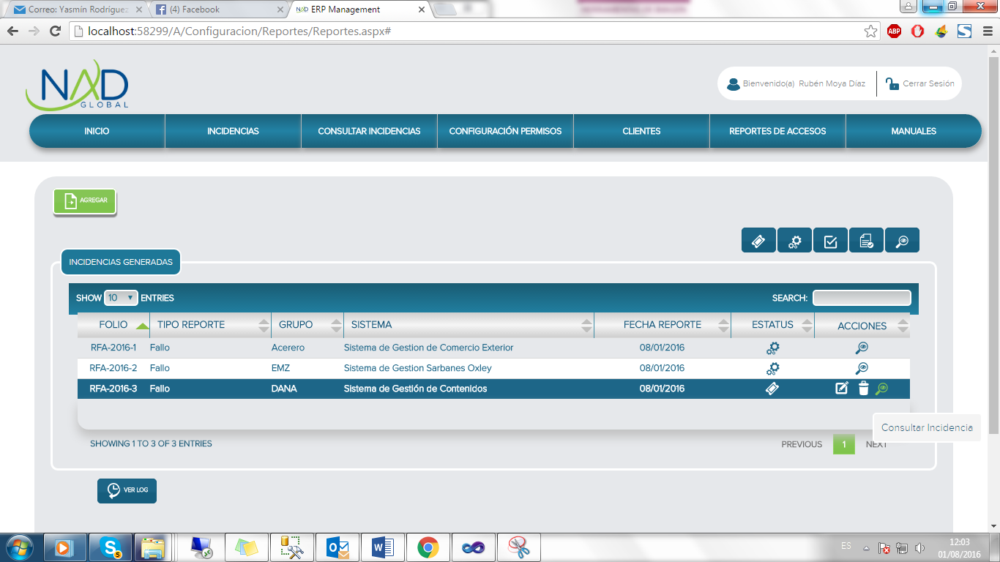 Correo: Yasmín Rodríguez
(4) Facebook
NAD ERP Management
localhost:58299/A/Configuracion/Reportes/Reportes.aspx#
ABP
NAD
GLOBAL
Bienvenido(a) Rubén Moya Díaz
Cerrar Sesión
INICIO
INCIDENCIAS
CONSULTAR INCIDENCIAS
CONFIGURACIÓN PERMISOS
CLIENTES
REPORTES DE ACCESOS
MANUALES
AGREGAR
INCIDENCIAS GENERADAS
SHOW 10 ENTRIES
SEARCH:
FOLIO TIPO REPORTE GRUPO SISTEMA FECHA REPORTE ESTATUS ACCIONES
RFA-2016-1 Fallo Acerero Sistema de Gestion de Comercio Exterior 08/01/2016
RFA-2016-2 Fallo EMZ Sistema de Gestion Sarbanes Oxley 08/01/2016
RFA-2016-3 Fallo DANA Sistema de Gestión de Contenidos 08/01/2016
Consultar Incidencia
SHOWING 1 TO 3 OF 3 ENTRIES
PREVIOUS 1 NEXT
VER LOG
5
ES
12:03
01/08/2016